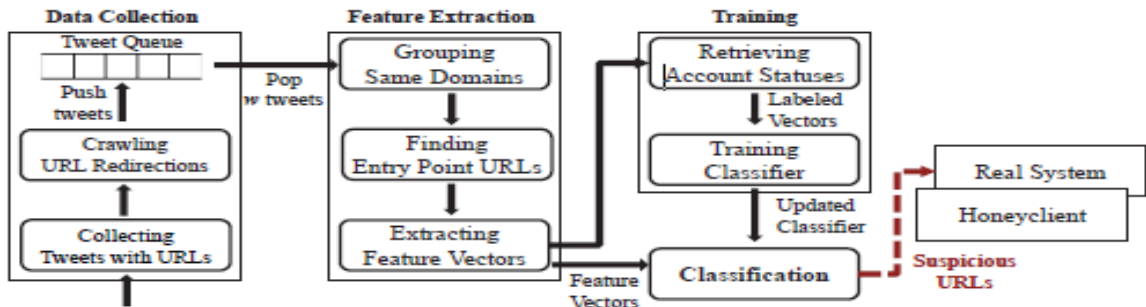 Data Collection
Tweet Queue
Push
tweets
Crawling
URL Redirections
Collecting
Tweets with URLs
Pop
w tweets
Feature Extraction
Grouping
Same Domains
Finding
Entry Point URLs
Extracting
Feature Vectors
Feature
Vectors
Training
Retrieving
Account Statuses
Labeled
Vectors
Training
Classifier
Updated
Classifier
Classification
Suspicious
URLs
Real System
Honeyclient